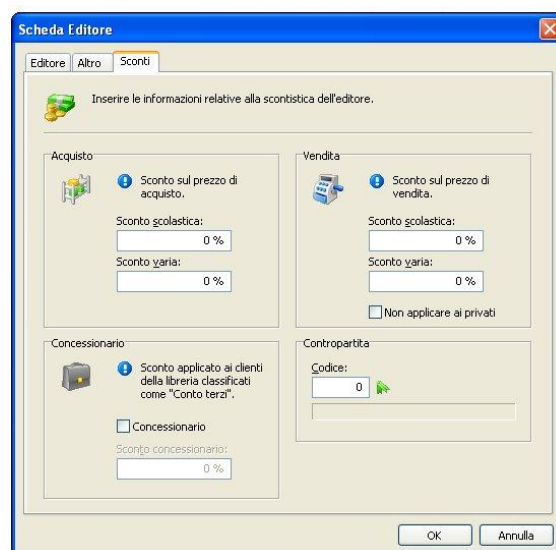 Scheda Editore
Editore Altro Sconti
Inserire le informazioni relative alla scontistica dell'editore.
Acquisto
Sconto sul prezzo di
acquisto.
Sconto scolastica:
0 %
Sconto varia:
0 %
Vendita
Sconto sul prezzo di
vendita.
Sconto scolastica:
0 %
Sconto varia:
0 %
Non applicare ai privati
Concessionario
Sconto applicato ai clienti
della libreria classificati
come "Conto terzi".
Concessionario
Sconto concessionario:
0 %
Contropartita
Codice:
0
OK Annulla